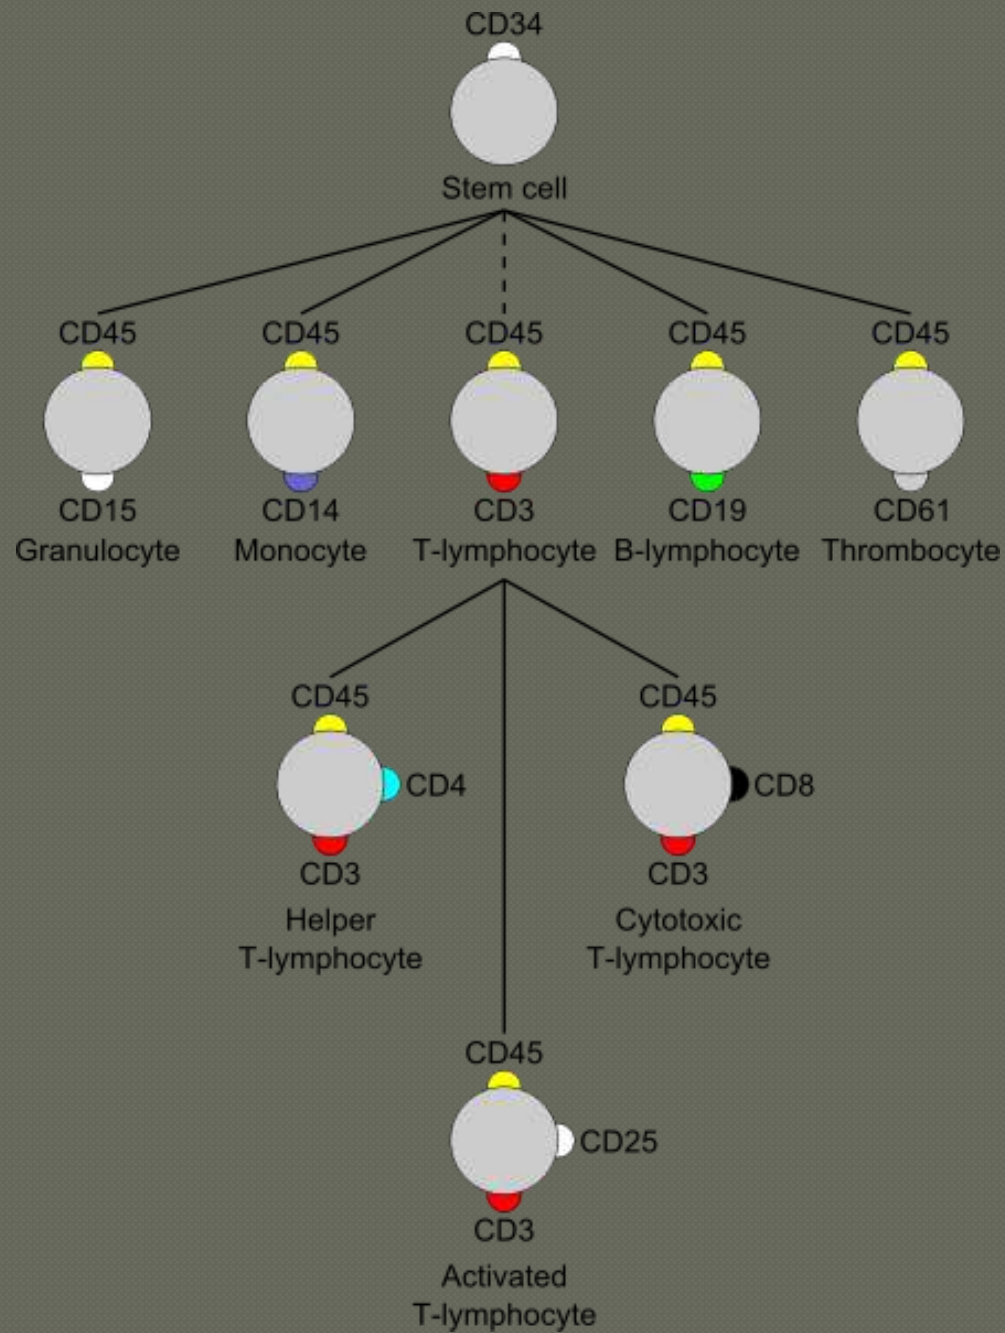 CD34
Stem cell
CD45 CD45 CD45 CD45 CD45
CD15 CD14 CD3 CD19 CD61
Granulocyte Monocyte T-lymphocyte B-lymphocyte Thrombocyte
CD45 CD45
CD4 CD8
CD3 CD3
Helper Cytotoxic
T-lymphocyte T-lymphocyte
CD45
CD25
CD3
Activated
T-lymphocyte